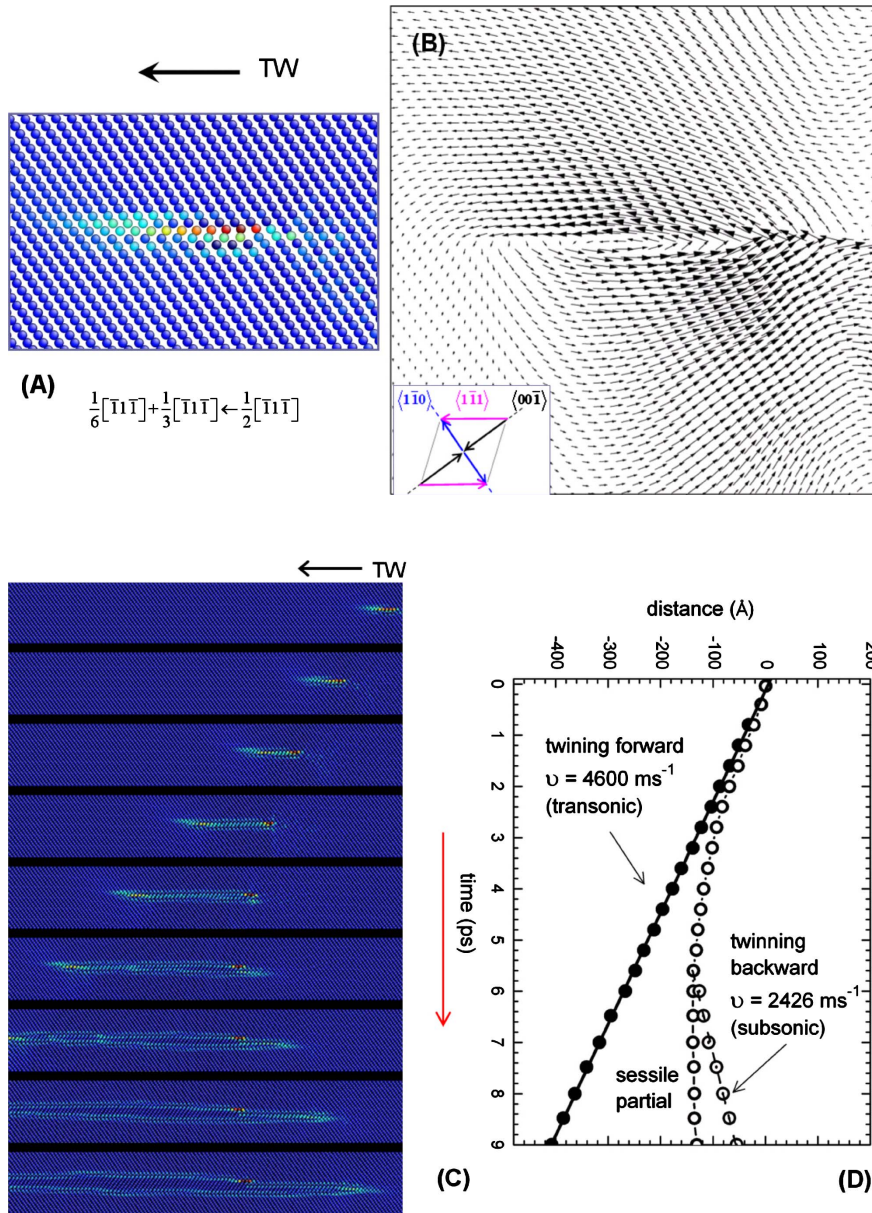 TW
(A)
1/6[1̄11̄]+1/3[1̄11̄]←1/2[1̄11̄]
(B)
⟨11̄0⟩ ⟨11̄1⟩ ⟨001̄⟩
TW
(C)
distance (Å)
-400 -300 -200 -100 0 100 200
0
1
2
3
4
5
6
7
8
9
time (ps)
twining forward
υ = 4600 ms⁻¹
(transonic)
twinning
backward
υ = 2426 ms⁻¹
(subsonic)
sessile
partial
(D)